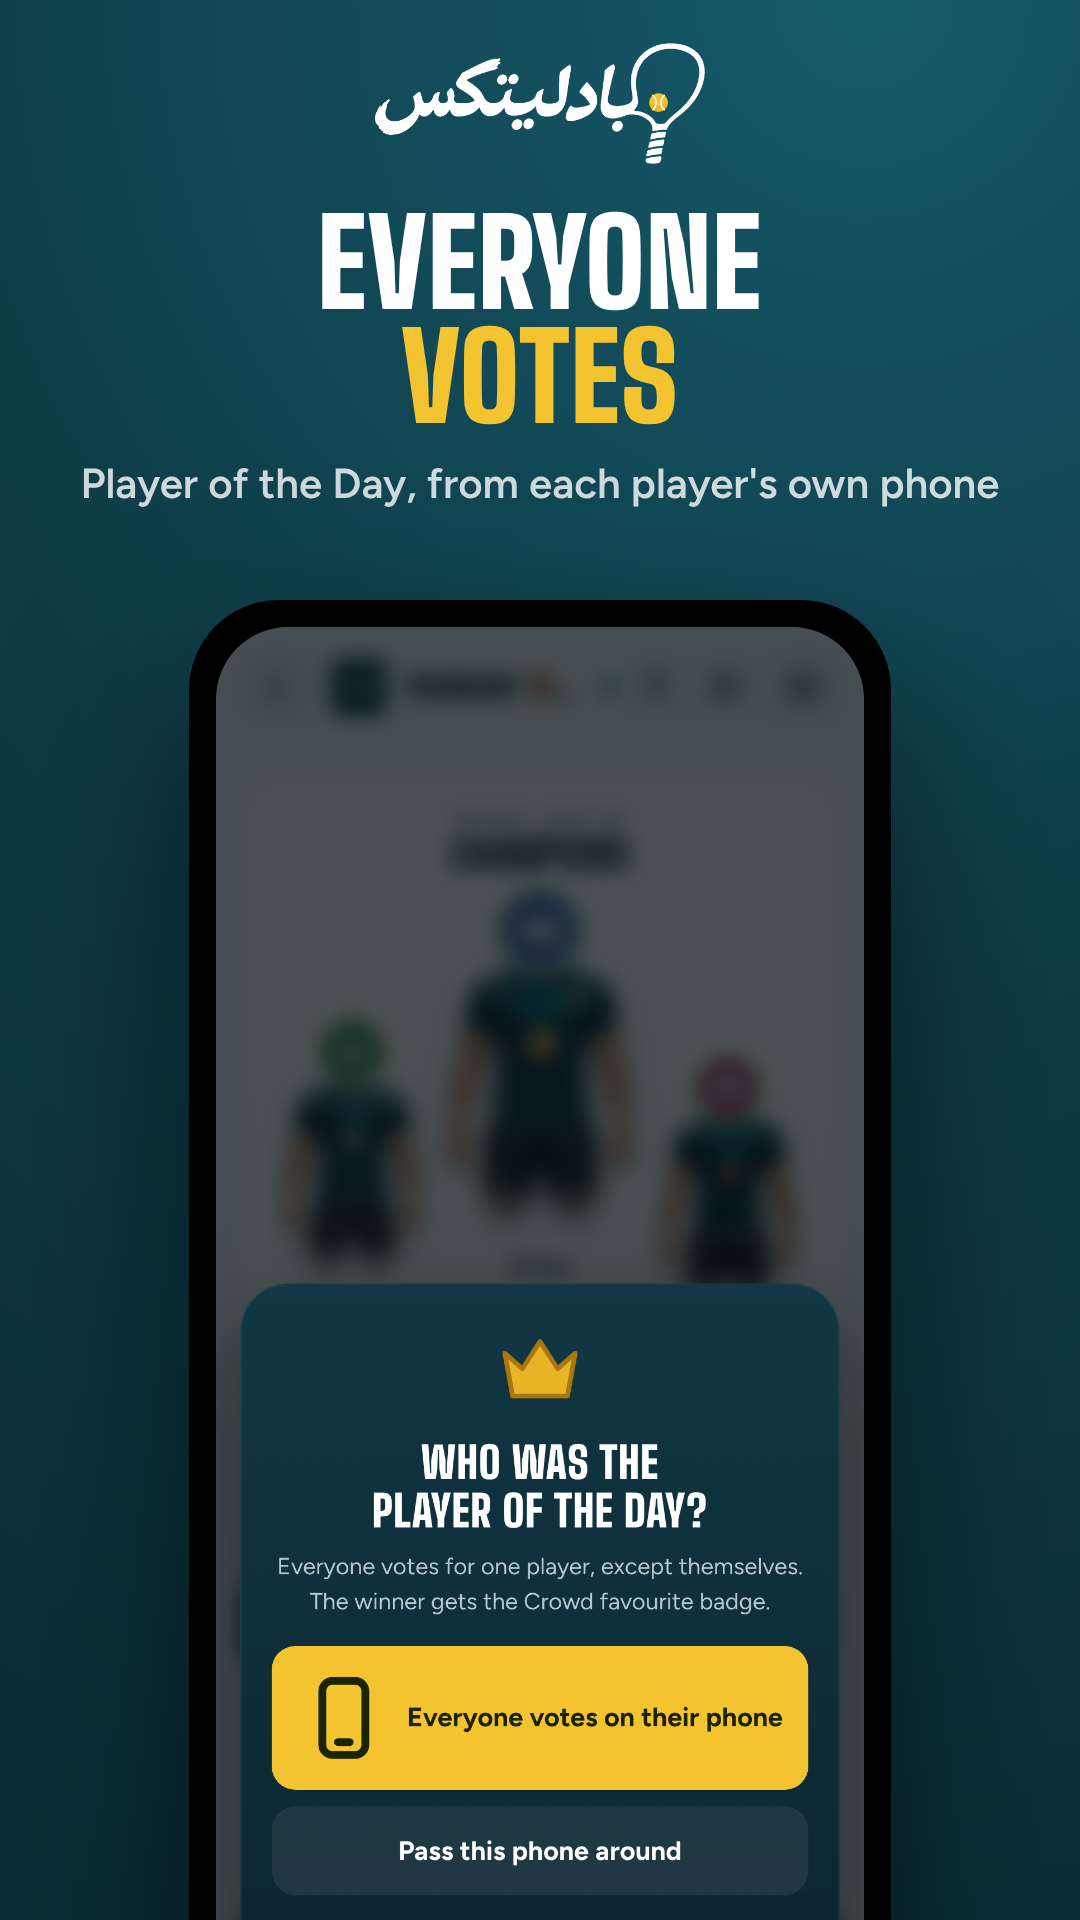 بادليتكس
EVERYONE
VOTES
Player of the Day, from each player's own phone
CHAMPIONS
WHO WAS THE
PLAYER OF THE DAY?
Everyone votes for one player, except themselves.
The winner gets the Crowd favourite badge.
Everyone votes on their phone
Pass this phone around